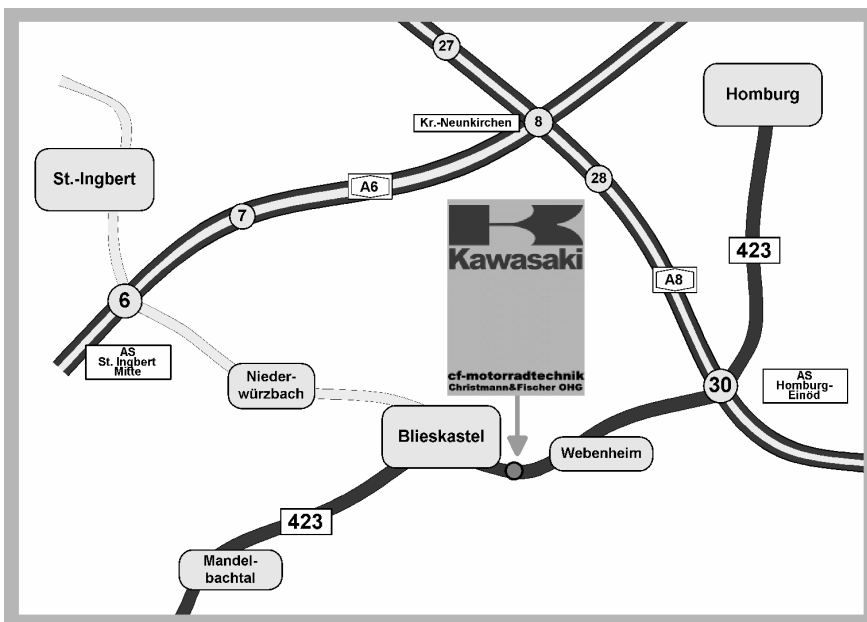 27
Homburg
Kr.-Neunkirchen
8
St.-Ingbert
28
A6
7
Kawasaki
423
A8
6
AS
St. Ingbert
Mitte
cf-motorradtechnik
Christmann&Fischer OHG
30
AS
Homburg-
Einöd
Nieder-
würzbach
Blieskastel
Webenheim
423
Mandel-
bachtal